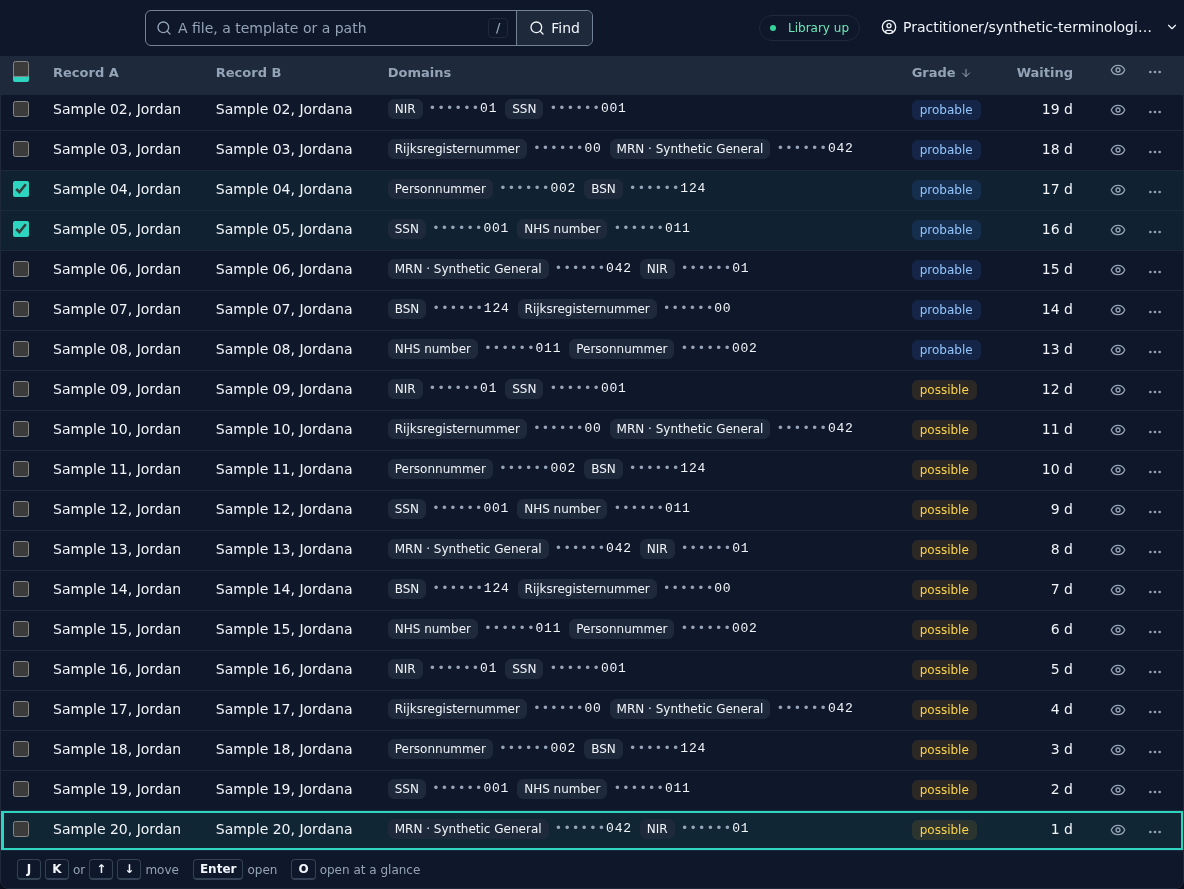 A file, a template or a path / Find Library up Practitioner/synthetic-terminologi…
Record A Record B Domains Grade ↓ Waiting …
Sample 02, Jordan Sample 02, Jordana NIR ••••••01 SSN ••••••001 probable 19 d …
Sample 03, Jordan Sample 03, Jordana Rijksregisternummer ••••••00 MRN · Synthetic General ••••••042 probable 18 d …
Sample 04, Jordan Sample 04, Jordana Personnummer ••••••002 BSN ••••••124 probable 17 d …
Sample 05, Jordan Sample 05, Jordana SSN ••••••001 NHS number ••••••011 probable 16 d …
Sample 06, Jordan Sample 06, Jordana MRN · Synthetic General ••••••042 NIR ••••••01 probable 15 d …
Sample 07, Jordan Sample 07, Jordana BSN ••••••124 Rijksregisternummer ••••••00 probable 14 d …
Sample 08, Jordan Sample 08, Jordana NHS number ••••••011 Personnummer ••••••002 probable 13 d …
Sample 09, Jordan Sample 09, Jordana NIR ••••••01 SSN ••••••001 possible 12 d …
Sample 10, Jordan Sample 10, Jordana Rijksregisternummer ••••••00 MRN · Synthetic General ••••••042 possible 11 d …
Sample 11, Jordan Sample 11, Jordana Personnummer ••••••002 BSN ••••••124 possible 10 d …
Sample 12, Jordan Sample 12, Jordana SSN ••••••001 NHS number ••••••011 possible 9 d …
Sample 13, Jordan Sample 13, Jordana MRN · Synthetic General ••••••042 NIR ••••••01 possible 8 d …
Sample 14, Jordan Sample 14, Jordana BSN ••••••124 Rijksregisternummer ••••••00 possible 7 d …
Sample 15, Jordan Sample 15, Jordana NHS number ••••••011 Personnummer ••••••002 possible 6 d …
Sample 16, Jordan Sample 16, Jordana NIR ••••••01 SSN ••••••001 possible 5 d …
Sample 17, Jordan Sample 17, Jordana Rijksregisternummer ••••••00 MRN · Synthetic General ••••••042 possible 4 d …
Sample 18, Jordan Sample 18, Jordana Personnummer ••••••002 BSN ••••••124 possible 3 d …
Sample 19, Jordan Sample 19, Jordana SSN ••••••001 NHS number ••••••011 possible 2 d …
Sample 20, Jordan Sample 20, Jordana MRN · Synthetic General ••••••042 NIR ••••••01 possible 1 d …
J K or ↑ ↓ move Enter open O open at a glance